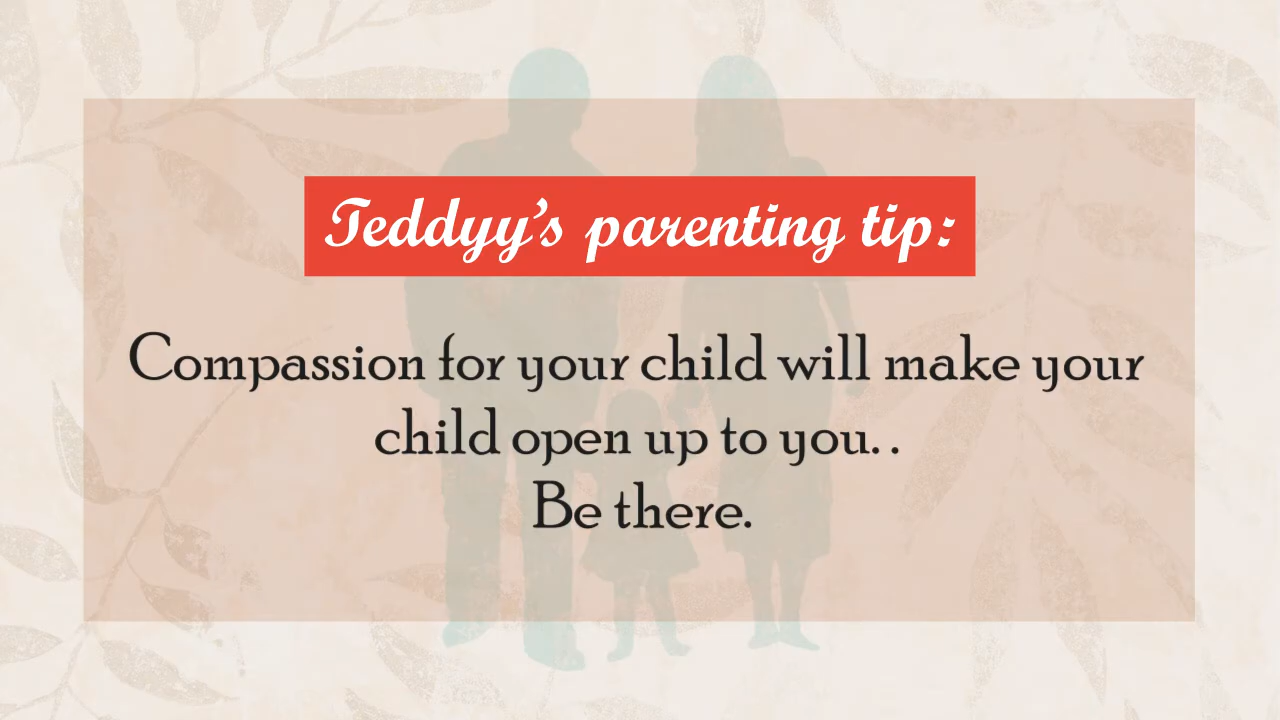 Teddyy's parenting tip:
Compassion for your child will make your
child open up to you. .
Be there.